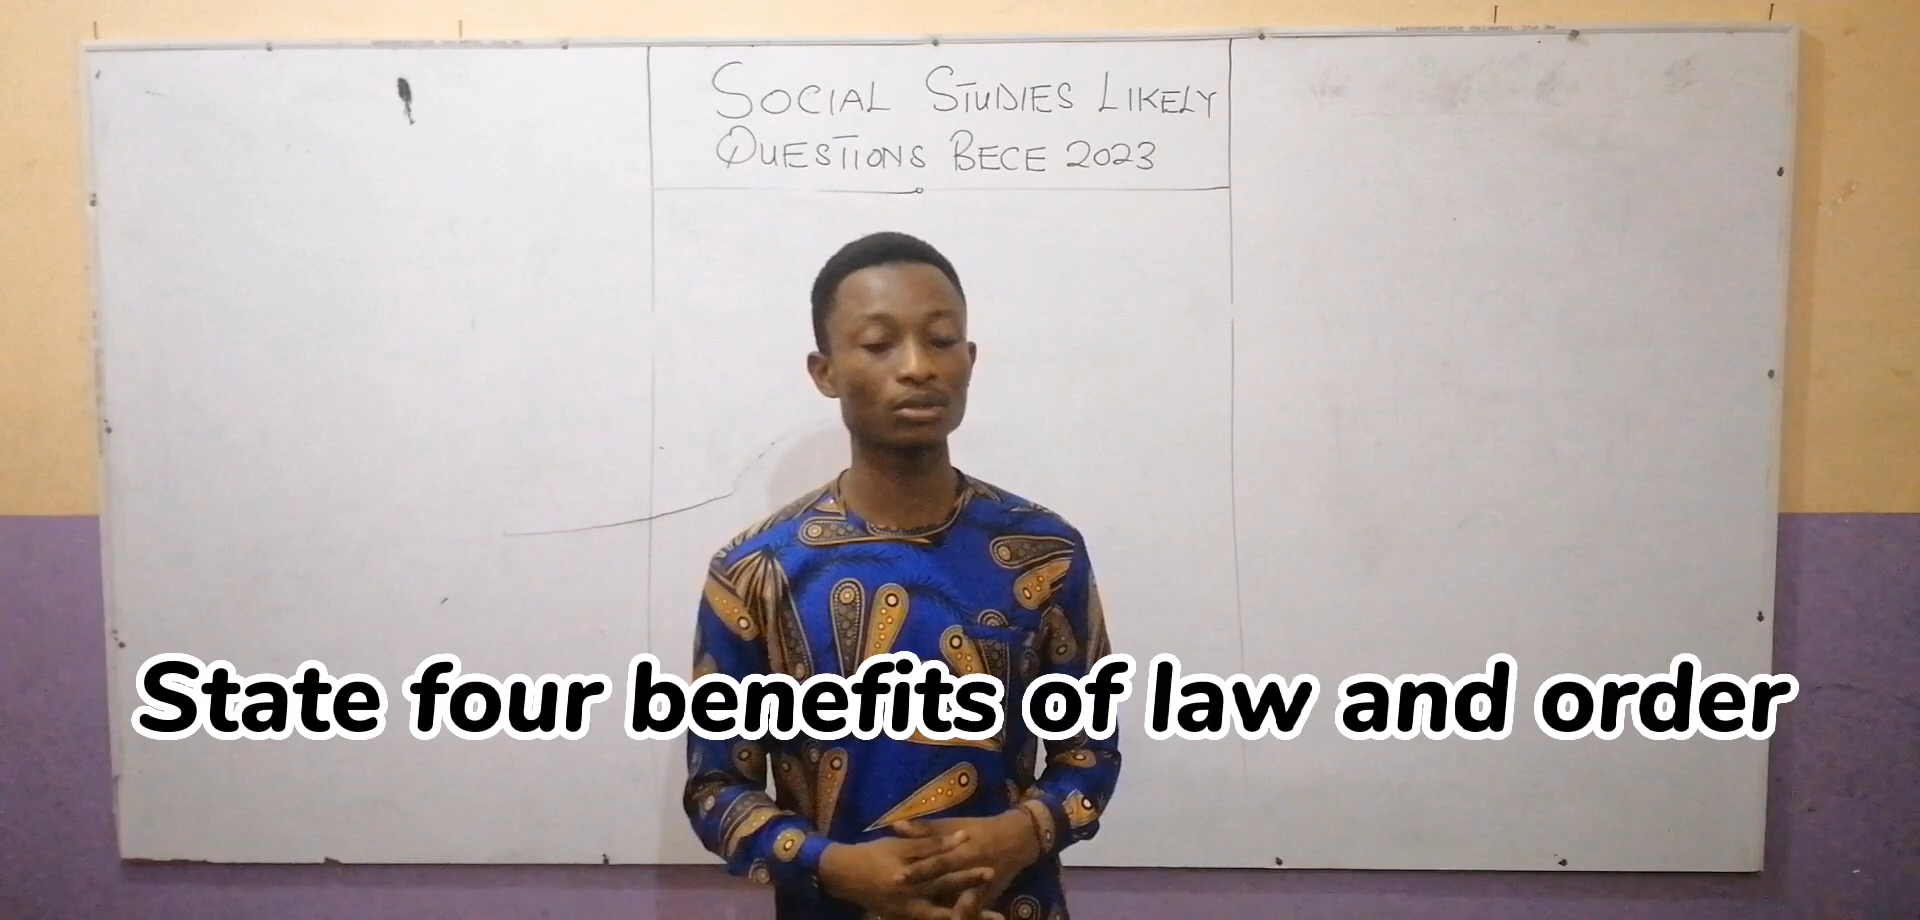 SOCIAL STUDIES LIKELY
QUESTIONS BECE 2023
State four benefits of law and order